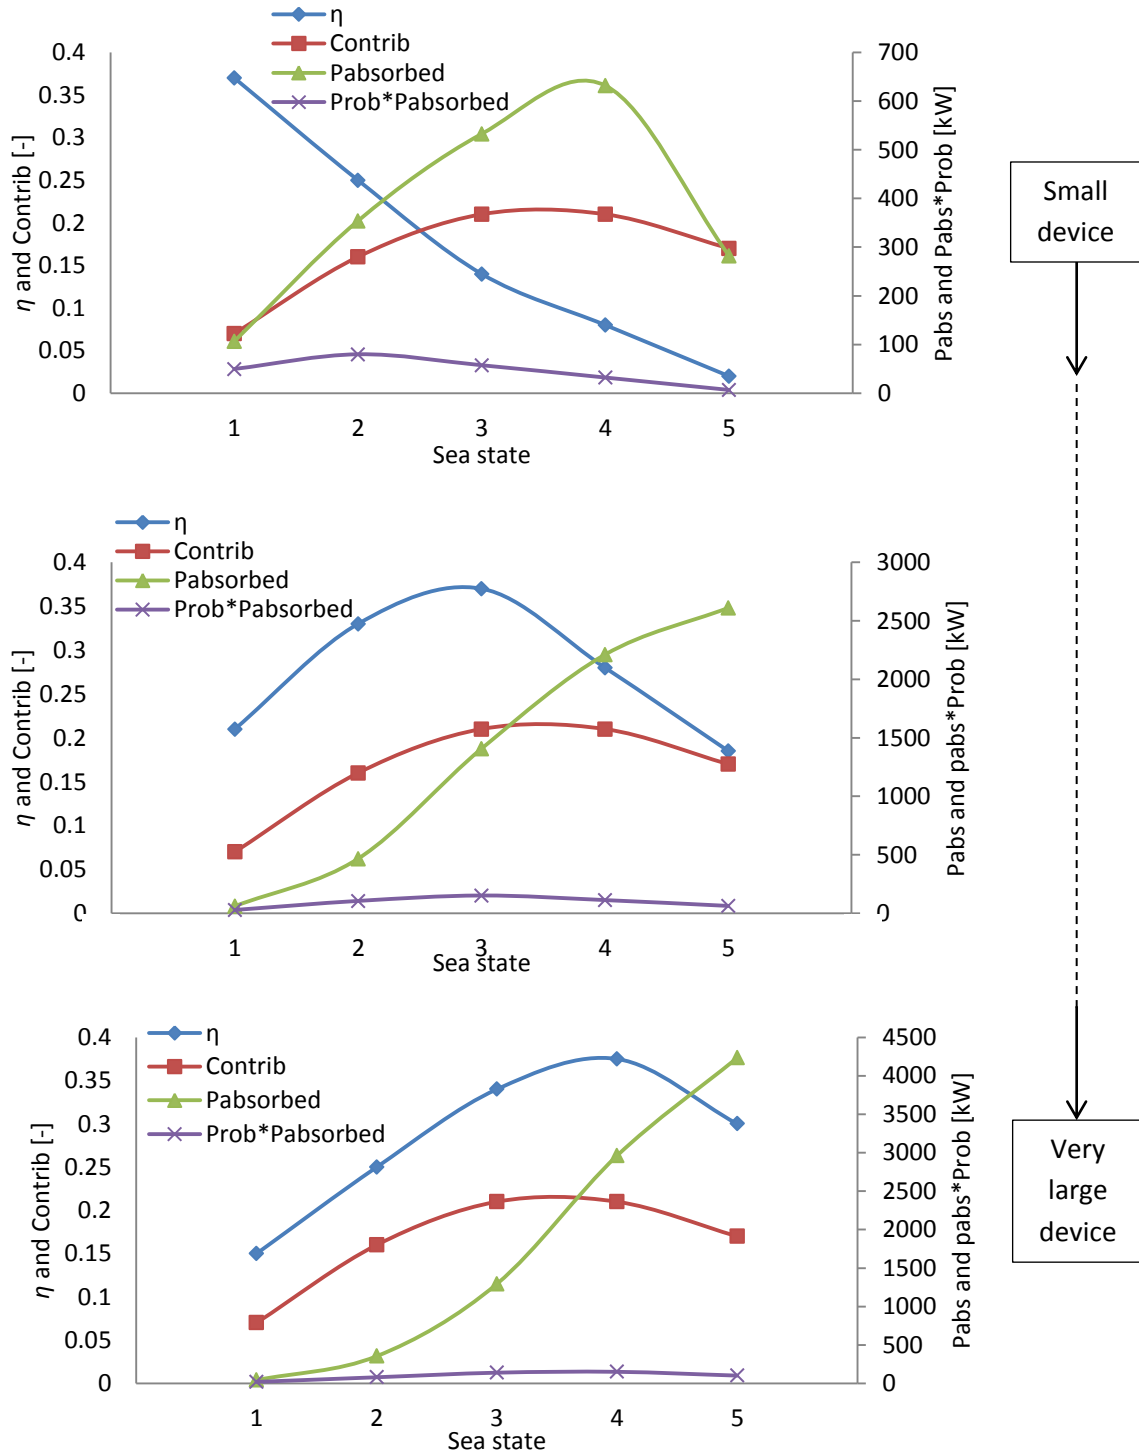 η
Contrib
Pabsorbed
Prob*Pabsorbed
0.4
0.35
0.3
0.25
0.2
0.15
0.1
0.05
0
η and Contrib [-]
700
600
500
400
300
200
100
0
Pabs and Pabs*Prob [kW]
1 2 3 4 5
Sea state
Small
device
η
Contrib
Pabsorbed
Prob*Pabsorbed
0.4
0.35
0.3
0.25
0.2
0.15
0.1
0.05
0
η and Contrib [-]
3000
2500
2000
1500
1000
500
0
Pabs and pabs*Prob [kW]
1 2 3 4 5
Sea state
η
Contrib
Pabsorbed
Prob*Pabsorbed
0.4
0.35
0.3
0.25
0.2
0.15
0.1
0.05
0
η and Contrib [-]
4500
4000
3500
3000
2500
2000
1500
1000
500
0
Pabs and pabs*Prob [kW]
1 2 3 4 5
Sea state
Very
large
device